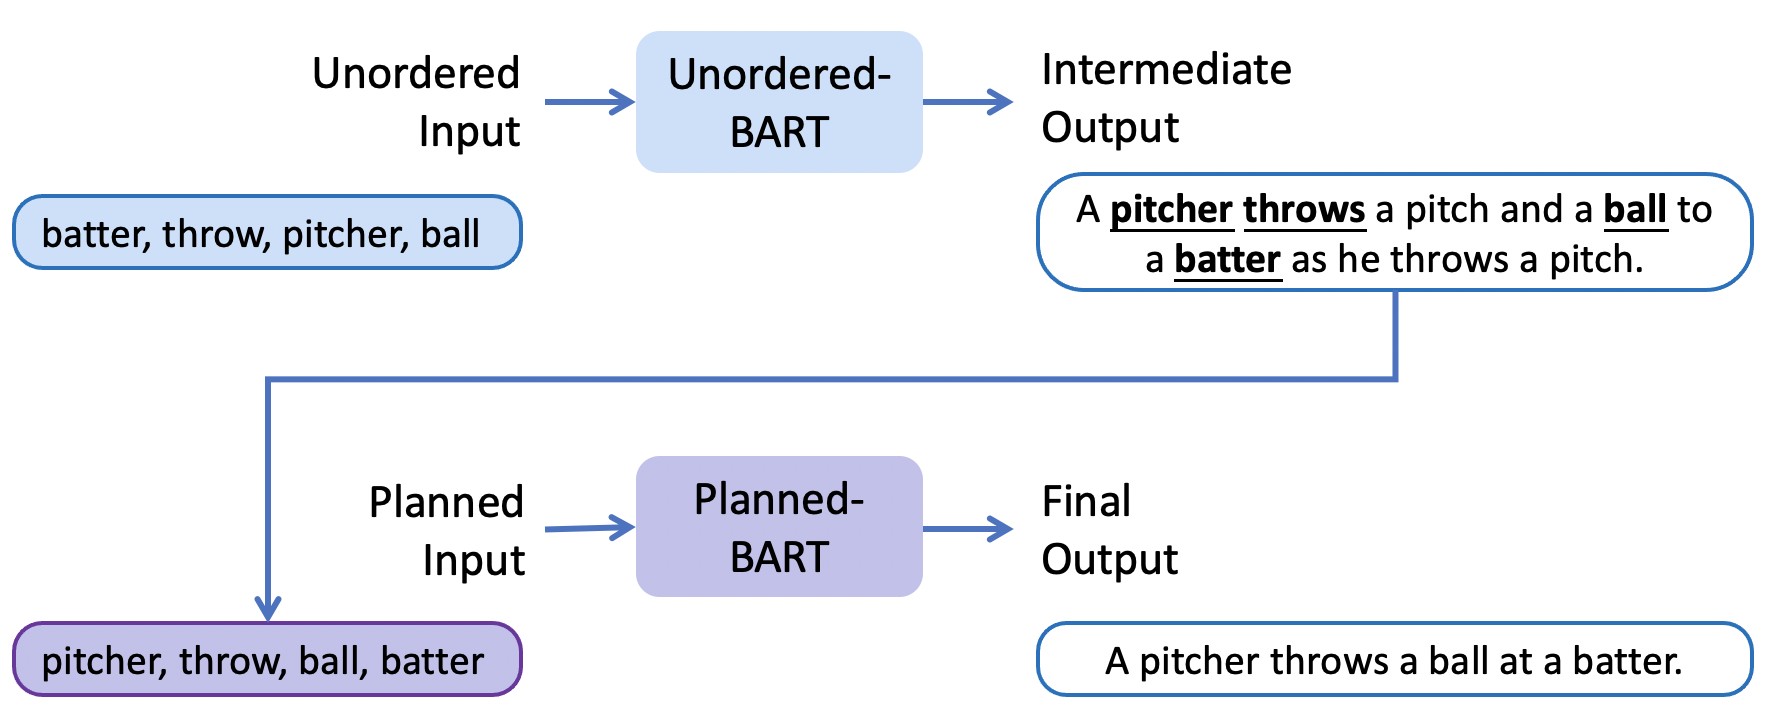 Unordered
Input
Unordered-
BART
Intermediate
Output
batter, throw, pitcher, ball
A pitcher throws a pitch and a ball to
a batter as he throws a pitch.
Planned
Input
Planned-
BART
Final
Output
pitcher, throw, ball, batter
A pitcher throws a ball at a batter.